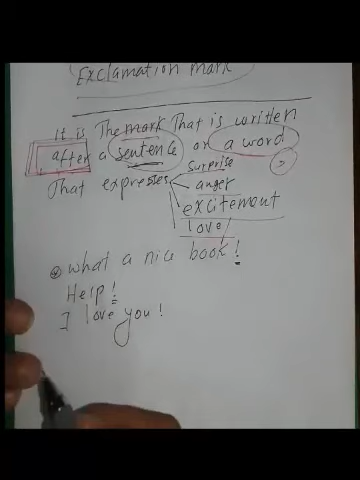 Exclamation mark
It is The mark That is written
after a sentence or a word
That expresses surprise
anger
excitemout
love
what a nice book!
Help!
I love you!